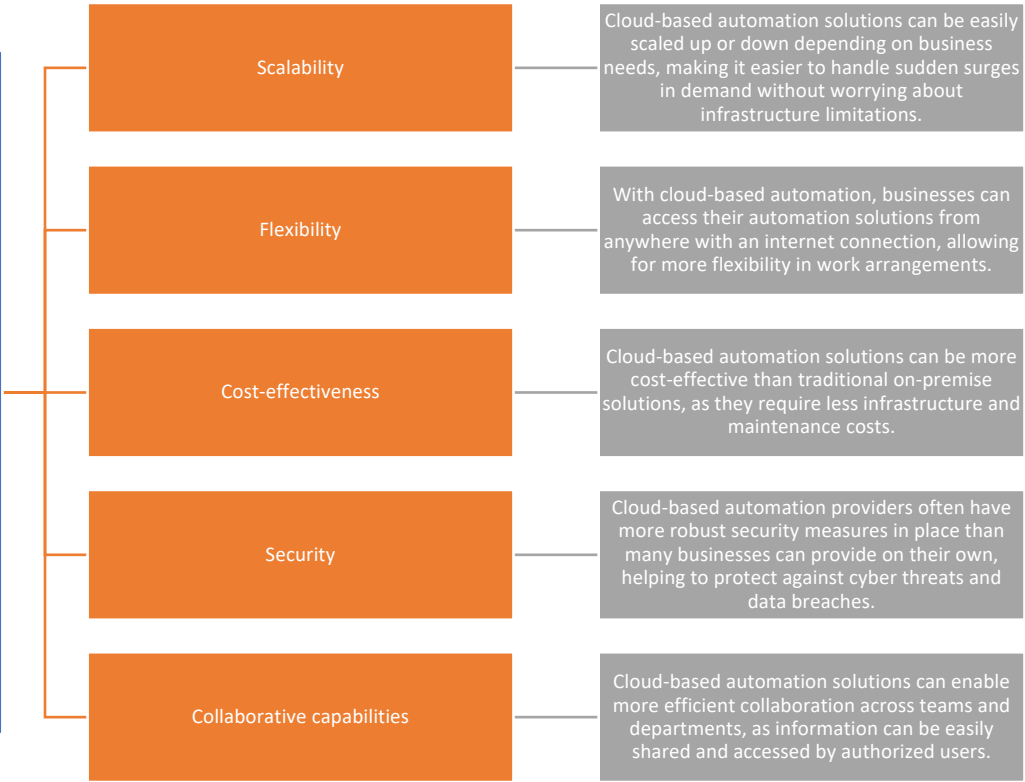 Scalability
Cloud-based automation solutions can be easily
scaled up or down depending on business
needs, making it easier to handle sudden surges
in demand without worrying about
infrastructure limitations.
Flexibility
With cloud-based automation, businesses can
access their automation solutions from
anywhere with an internet connection, allowing
for more flexibility in work arrangements.
Cost-effectiveness
Cloud-based automation solutions can be more
cost-effective than traditional on-premise
solutions, as they require less infrastructure and
maintenance costs.
Security
Cloud-based automation providers often have
more robust security measures in place than
many businesses can provide on their own,
helping to protect against cyber threats and
data breaches.
Collaborative capabilities
Cloud-based automation solutions can enable
more efficient collaboration across teams and
departments, as information can be easily
shared and accessed by authorized users.